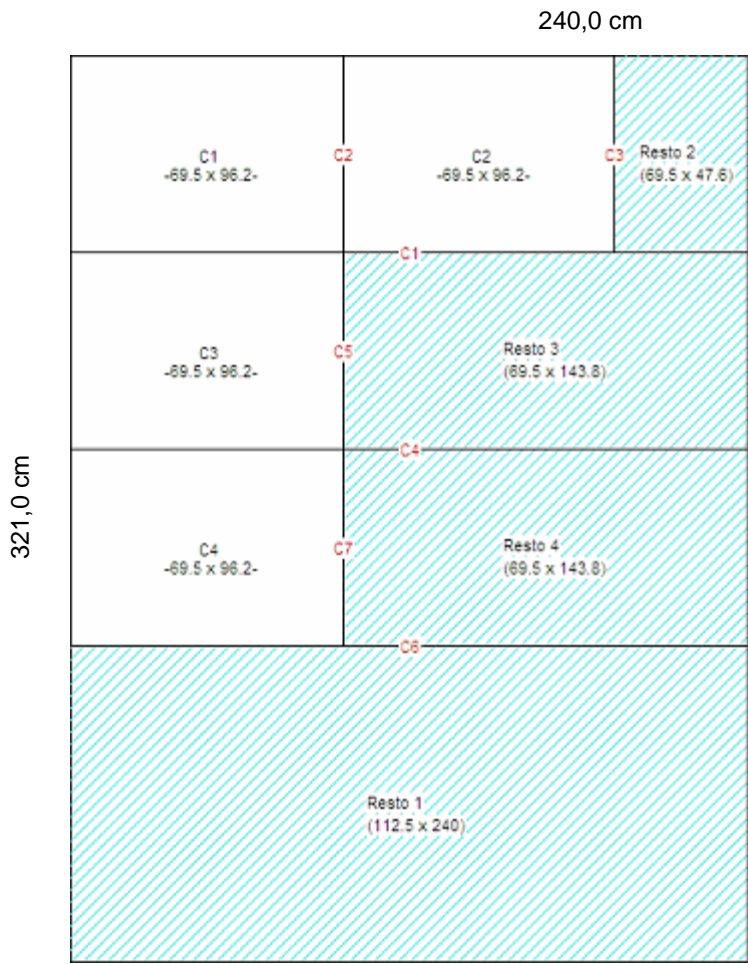 240,0 cm
C1
-69.5 x 96.2-
C2
C2
-69.5 x 96.2-
C3
Resto 2
(69.5 x 47.6)
C1
C3
-69.5 x 96.2-
C5
Resto 3
(69.5 x 143.8)
C4
321,0 cm
C4
-69.5 x 96.2-
C7
Resto 4
(69.5 x 143.8)
C6
Resto 1
(112.5 x 240)